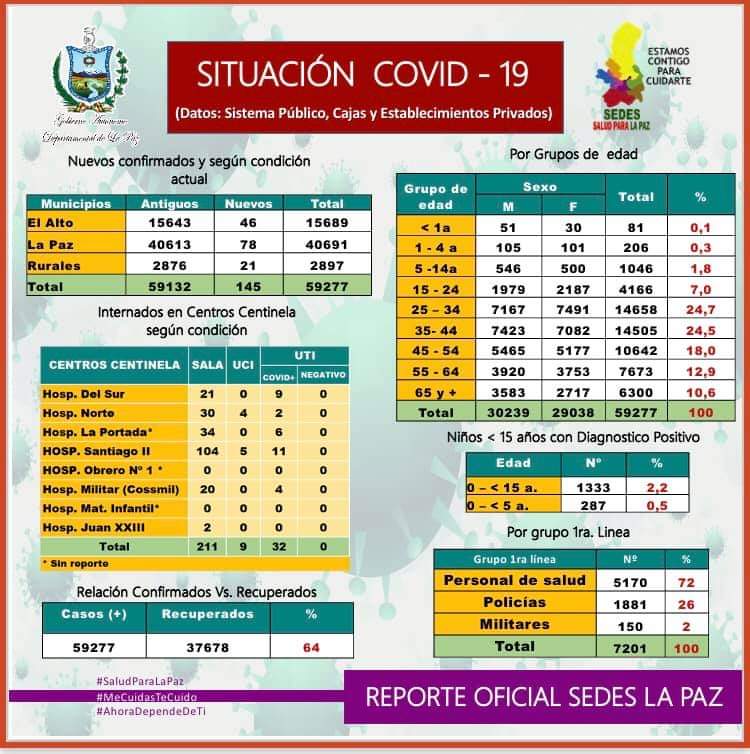 Gobierno Autónomo
Departamental de La Paz
SITUACIÓN COVID - 19
(Datos: Sistema Público, Cajas y Establecimientos Privados)
ESTAMOS
CONTIGO
PARA
CUIDARTE
SEDES
SALUD PARA LA PAZ
Nuevos confirmados y según condición
actual
Municipios Antiguos Nuevos Total
El Alto 15643 46 15689
La Paz 40613 78 40691
Rurales 2876 21 2897
Total 59132 145 59277
Internados en Centros Centinela
según condición
CENTROS CENTINELA SALA UCI UTI
COVID+ NEGATIVO
Hosp. Del Sur 21 0 9 0
Hosp. Norte 30 4 2 0
Hosp. La Portada* 34 0 6 0
HOSP. Santiago II 104 5 11 0
HOSP. Obrero Nº 1 * 0 0 0 0
Hosp. Militar (Cossmil) 20 0 4 0
Hosp. Mat. Infantil* 0 0 0 0
Hosp. Juan XXIII 2 0 0 0
Total 211 9 32 0
* Sin reporte
Relación Confirmados Vs. Recuperados
Casos (+) Recuperados %
59277 37678 64
Por Grupos de edad
Grupo de edad Sexo Total %
M F
< 1a 51 30 81 0,1
1 - 4 a 105 101 206 0,3
5 -14a 546 500 1046 1,8
15 - 24 1979 2187 4166 7,0
25 – 34 7167 7491 14658 24,7
35- 44 7423 7082 14505 24,5
45 - 54 5465 5177 10642 18,0
55 - 64 3920 3753 7673 12,9
65 y + 3583 2717 6300 10,6
Total 30239 29038 59277 100
Niños < 15 años con Diagnostico Positivo
Edad Nº %
0 – < 15 a. 1333 2,2
0 – < 5 a. 287 0,5
Por grupo 1ra. Linea
Grupo 1ra línea Nº %
Personal de salud 5170 72
Policías 1881 26
Militares 150 2
Total 7201 100
#SaludParaLaPaz
#MeCuidasTeCuido
#AhoraDependeDeTi
REPORTE OFICIAL SEDES LA PAZ